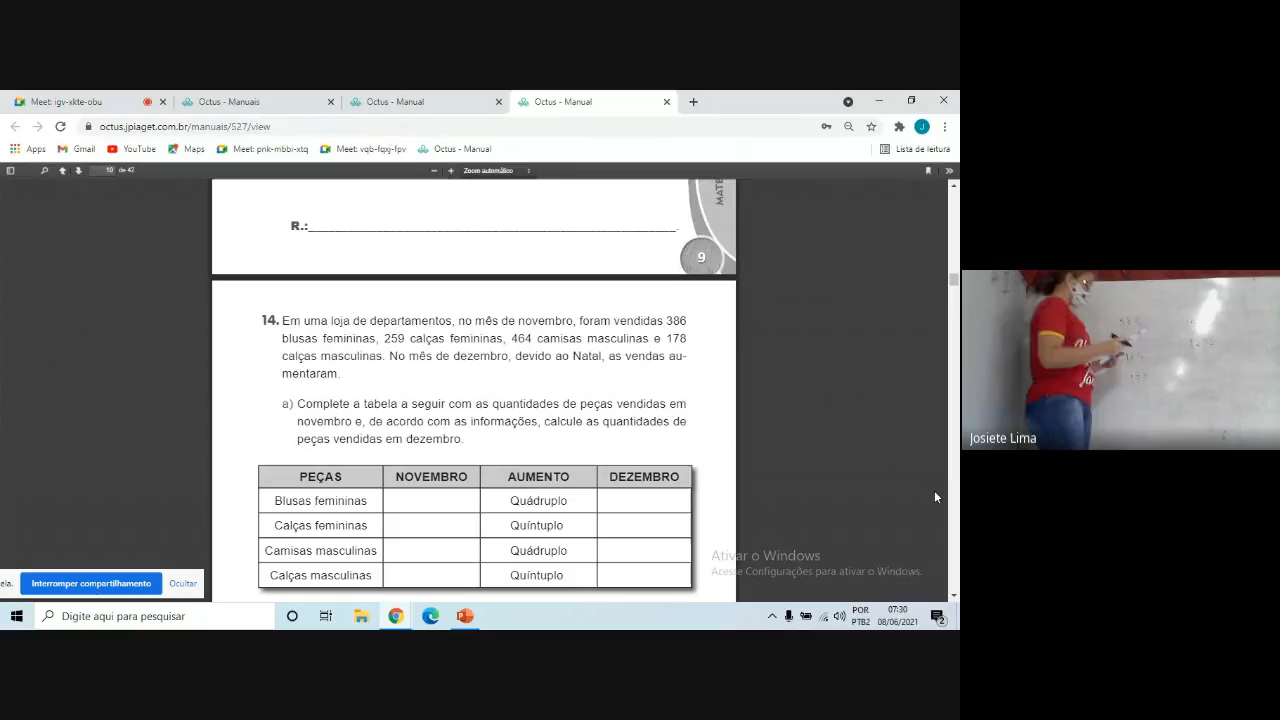 Meet: igv-xkte-obu
Octus - Manuais
Octus - Manual
Octus - Manual
octus.jpiaget.com.br/manuais/527/view
Apps
Gmail
YouTube
Maps
Meet: pnk-mbbi-xtq
Meet: vqb-fqxj-fpv
Octus - Manual
Lista de leitura
10 de 42
Zoom automático
MATE
R.:
9
14. Em uma loja de departamentos, no mês de novembro, foram vendidas 386
blusas femininas, 259 calças femininas, 464 camisas masculinas e 178
calças masculinas. No mês de dezembro, devido ao Natal, as vendas au-
mentaram.
a) Complete a tabela a seguir com as quantidades de peças vendidas em
novembro e, de acordo com as informações, calcule as quantidades de
peças vendidas em dezembro.
PEÇAS NOVEMBRO AUMENTO DEZEMBRO
Blusas femininas Quádruplo
Calças femininas Quíntuplo
Camisas masculinas Quádruplo
Calças masculinas Quíntuplo
Ativar o Windows
Acesse Configurações para ativar o Windows.
ela.
Interromper compartilhamento
Ocultar
Digite aqui para pesquisar
POR
PTB2
07:30
08/06/2021
2
J
Josiete Lima